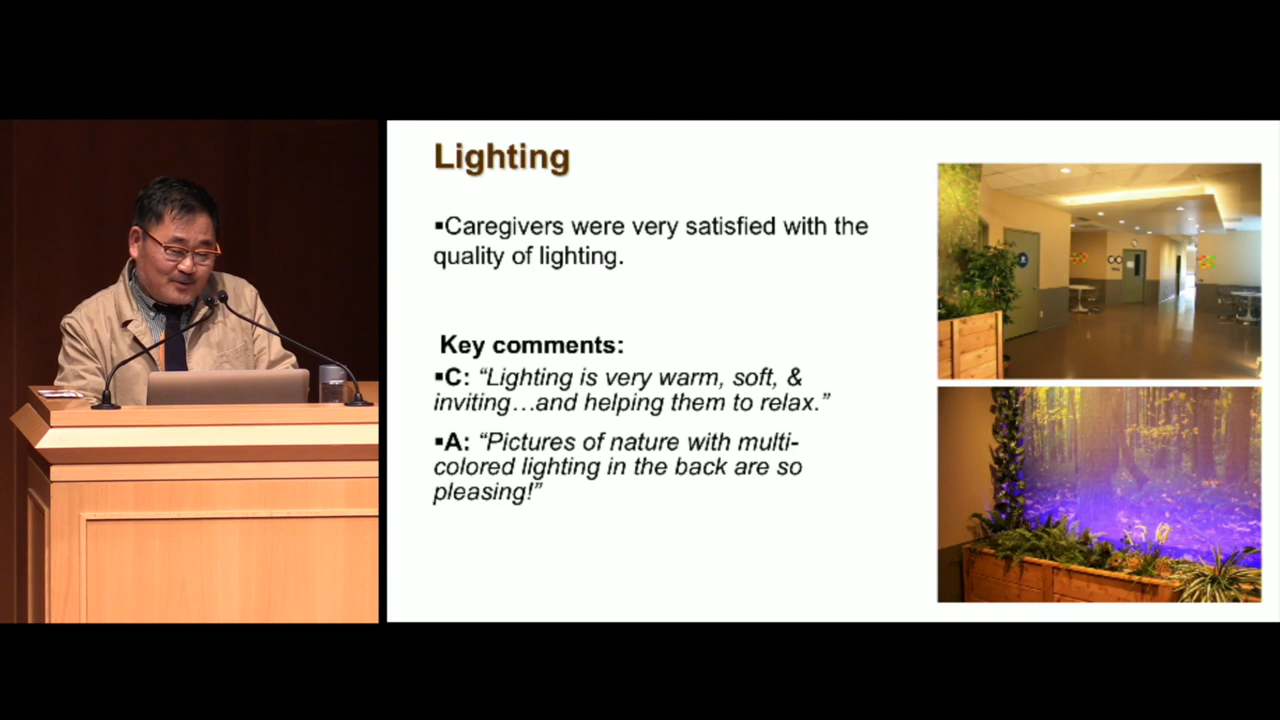 Lighting
▪Caregivers were very satisfied with the
quality of lighting.
Key comments:
▪C: “Lighting is very warm, soft, &
inviting…and helping them to relax.”
▪A: “Pictures of nature with multi-
colored lighting in the back are so
pleasing!”